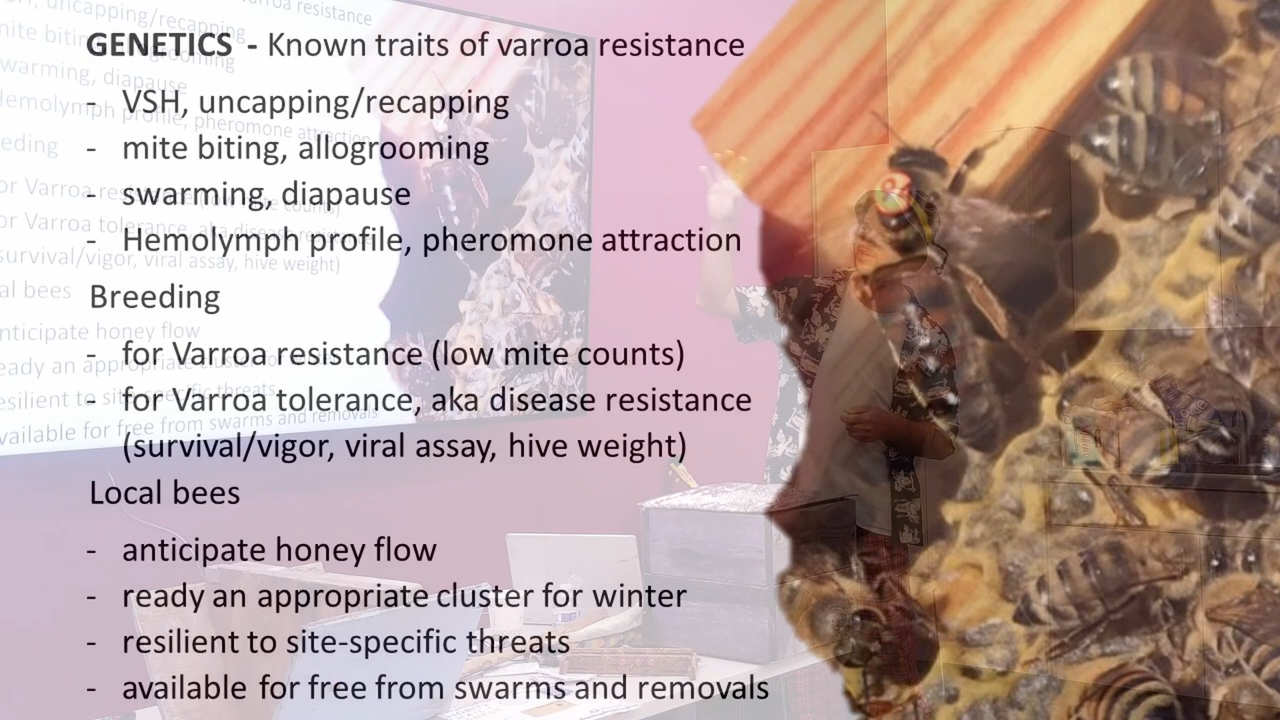 GENETICS - Known traits of varroa resistance
- VSH, uncapping/recapping
- mite biting, allogrooming
- swarming, diapause
- Hemolymph profile, pheromone attraction
Breeding
- for Varroa resistance (low mite counts)
- for Varroa tolerance, aka disease resistance
(survival/vigor, viral assay, hive weight)
Local bees
- anticipate honey flow
- ready an appropriate cluster for winter
- resilient to site-specific threats
- available for free from swarms and removals